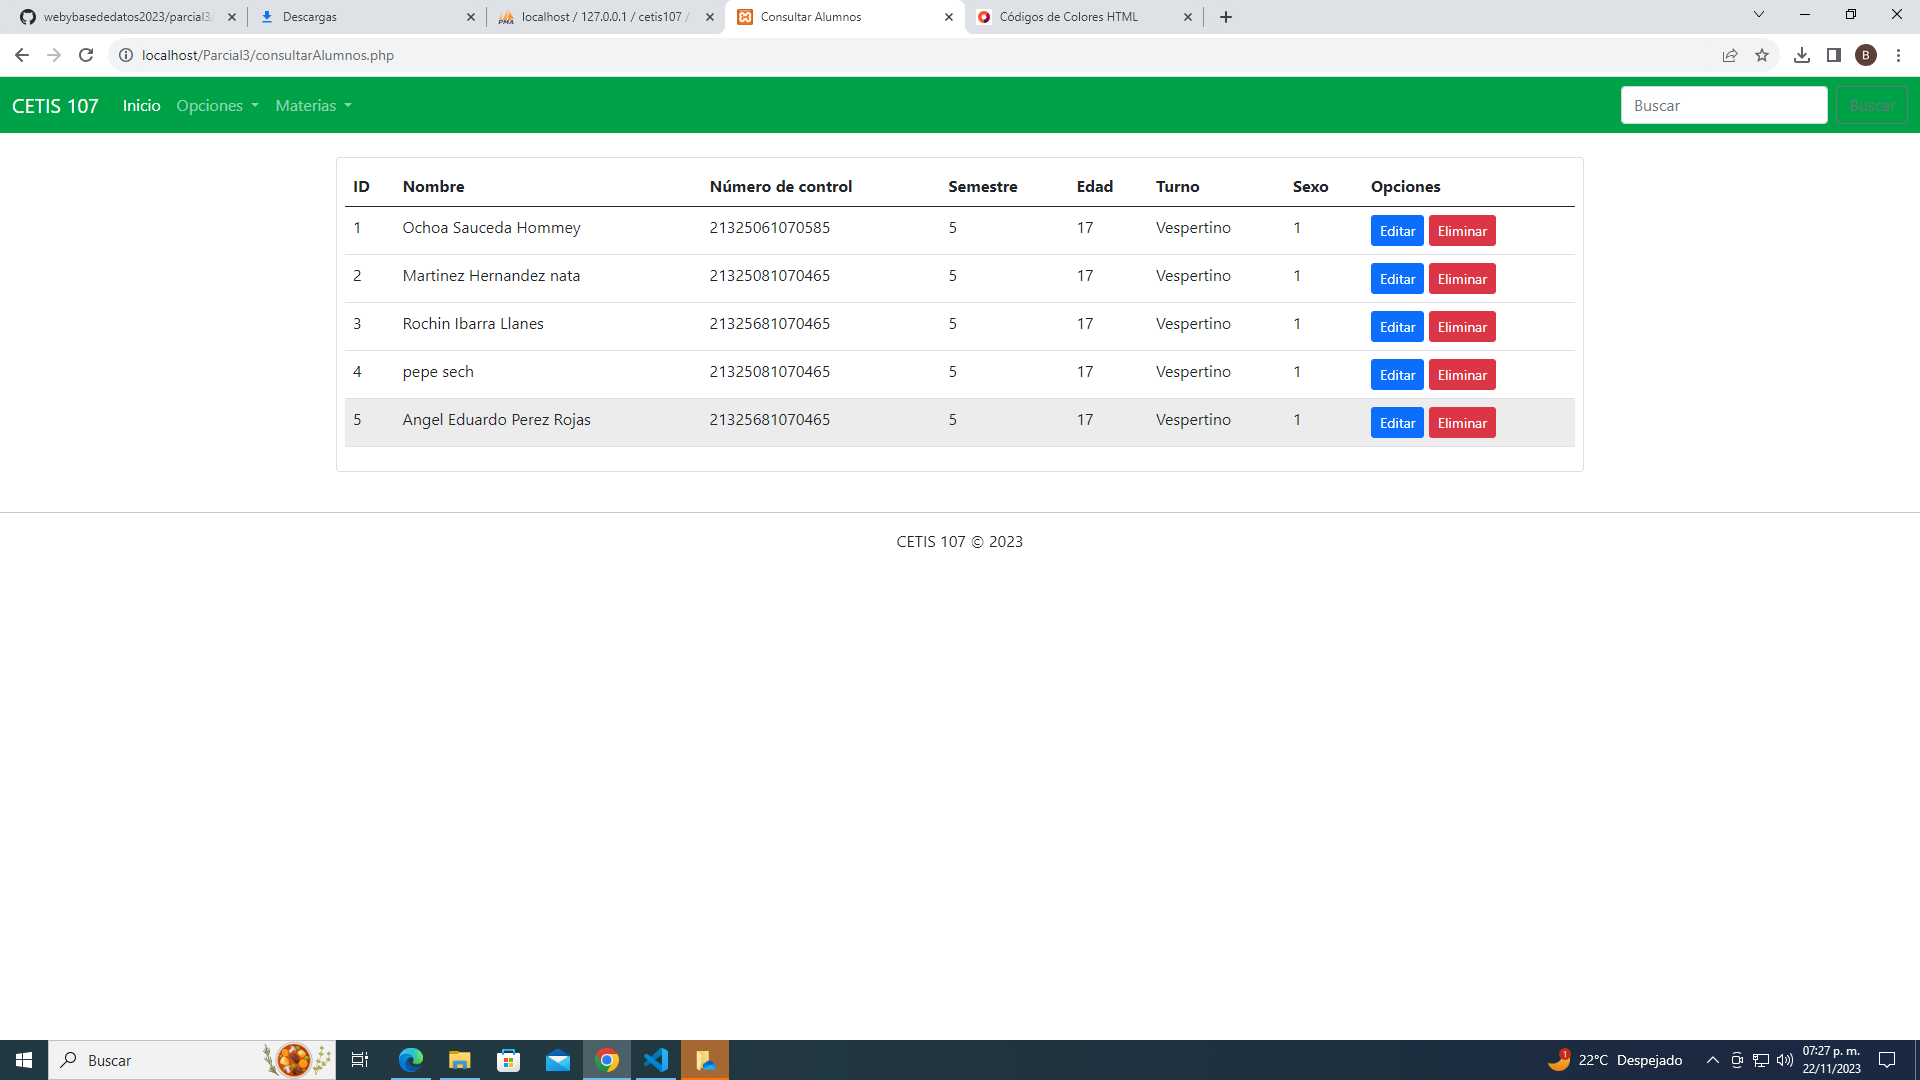 webybasededatos2023/parcial3/
Descargas
localhost / 127.0.0.1 / cetis107 /
Consultar Alumnos
Códigos de Colores HTML
localhost/Parcial3/consultarAlumnos.php
B
CETIS 107 Inicio Opciones Materias
Buscar Buscar
ID Nombre Número de control Semestre Edad Turno Sexo Opciones
1 Ochoa Sauceda Hommey 21325061070585 5 17 Vespertino 1 Editar Eliminar
2 Martinez Hernandez nata 21325081070465 5 17 Vespertino 1 Editar Eliminar
3 Rochin Ibarra Llanes 21325681070465 5 17 Vespertino 1 Editar Eliminar
4 pepe sech 21325081070465 5 17 Vespertino 1 Editar Eliminar
5 Angel Eduardo Perez Rojas 21325681070465 5 17 Vespertino 1 Editar Eliminar
CETIS 107 © 2023
Buscar
1
22°C Despejado
07:27 p. m.
22/11/2023